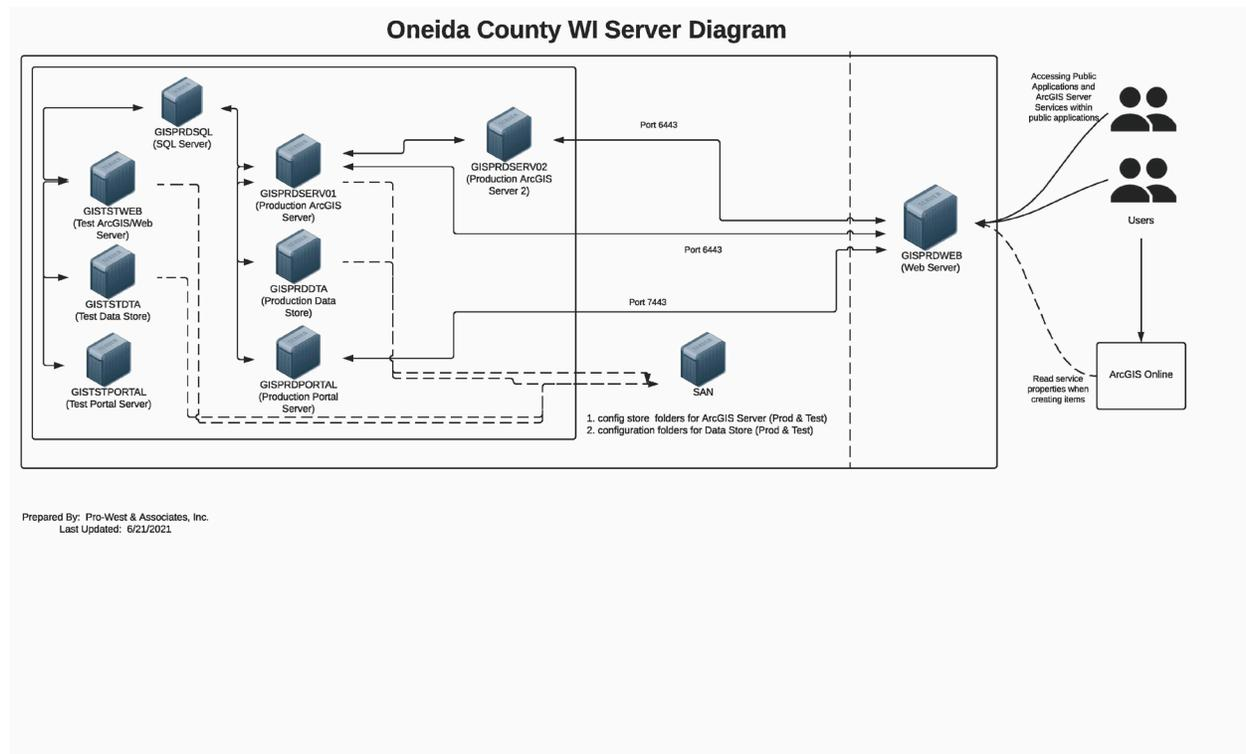 Oneida County WI Server Diagram
GISPRDSQL
(SQL Server)
GISTSTWEB
(Test ArcGIS/Web
Server)
GISTSTDTA
(Test Data Store)
GISTSTPORTAL
(Test Portal Server)
GISPRDSERV01
(Production ArcGIS
Server)
GISPRDDTA
(Production Data
Store)
GISPRDPORTAL
(Production Portal
Server)
GISPRDSERV02
(Production ArcGIS
Server 2)
Port 6443
Port 6443
Port 7443
SAN
1. config store folders for ArcGIS Server (Prod & Test)
2. configuration folders for Data Store (Prod & Test)
GISPRDWEB
(Web Server)
Accessing Public
Applications and
ArcGIS Server
Services within
public applications
Users
ArcGIS Online
Read service
properties when
creating items
Prepared By: Pro-West & Associates, Inc.
Last Updated: 6/21/2021